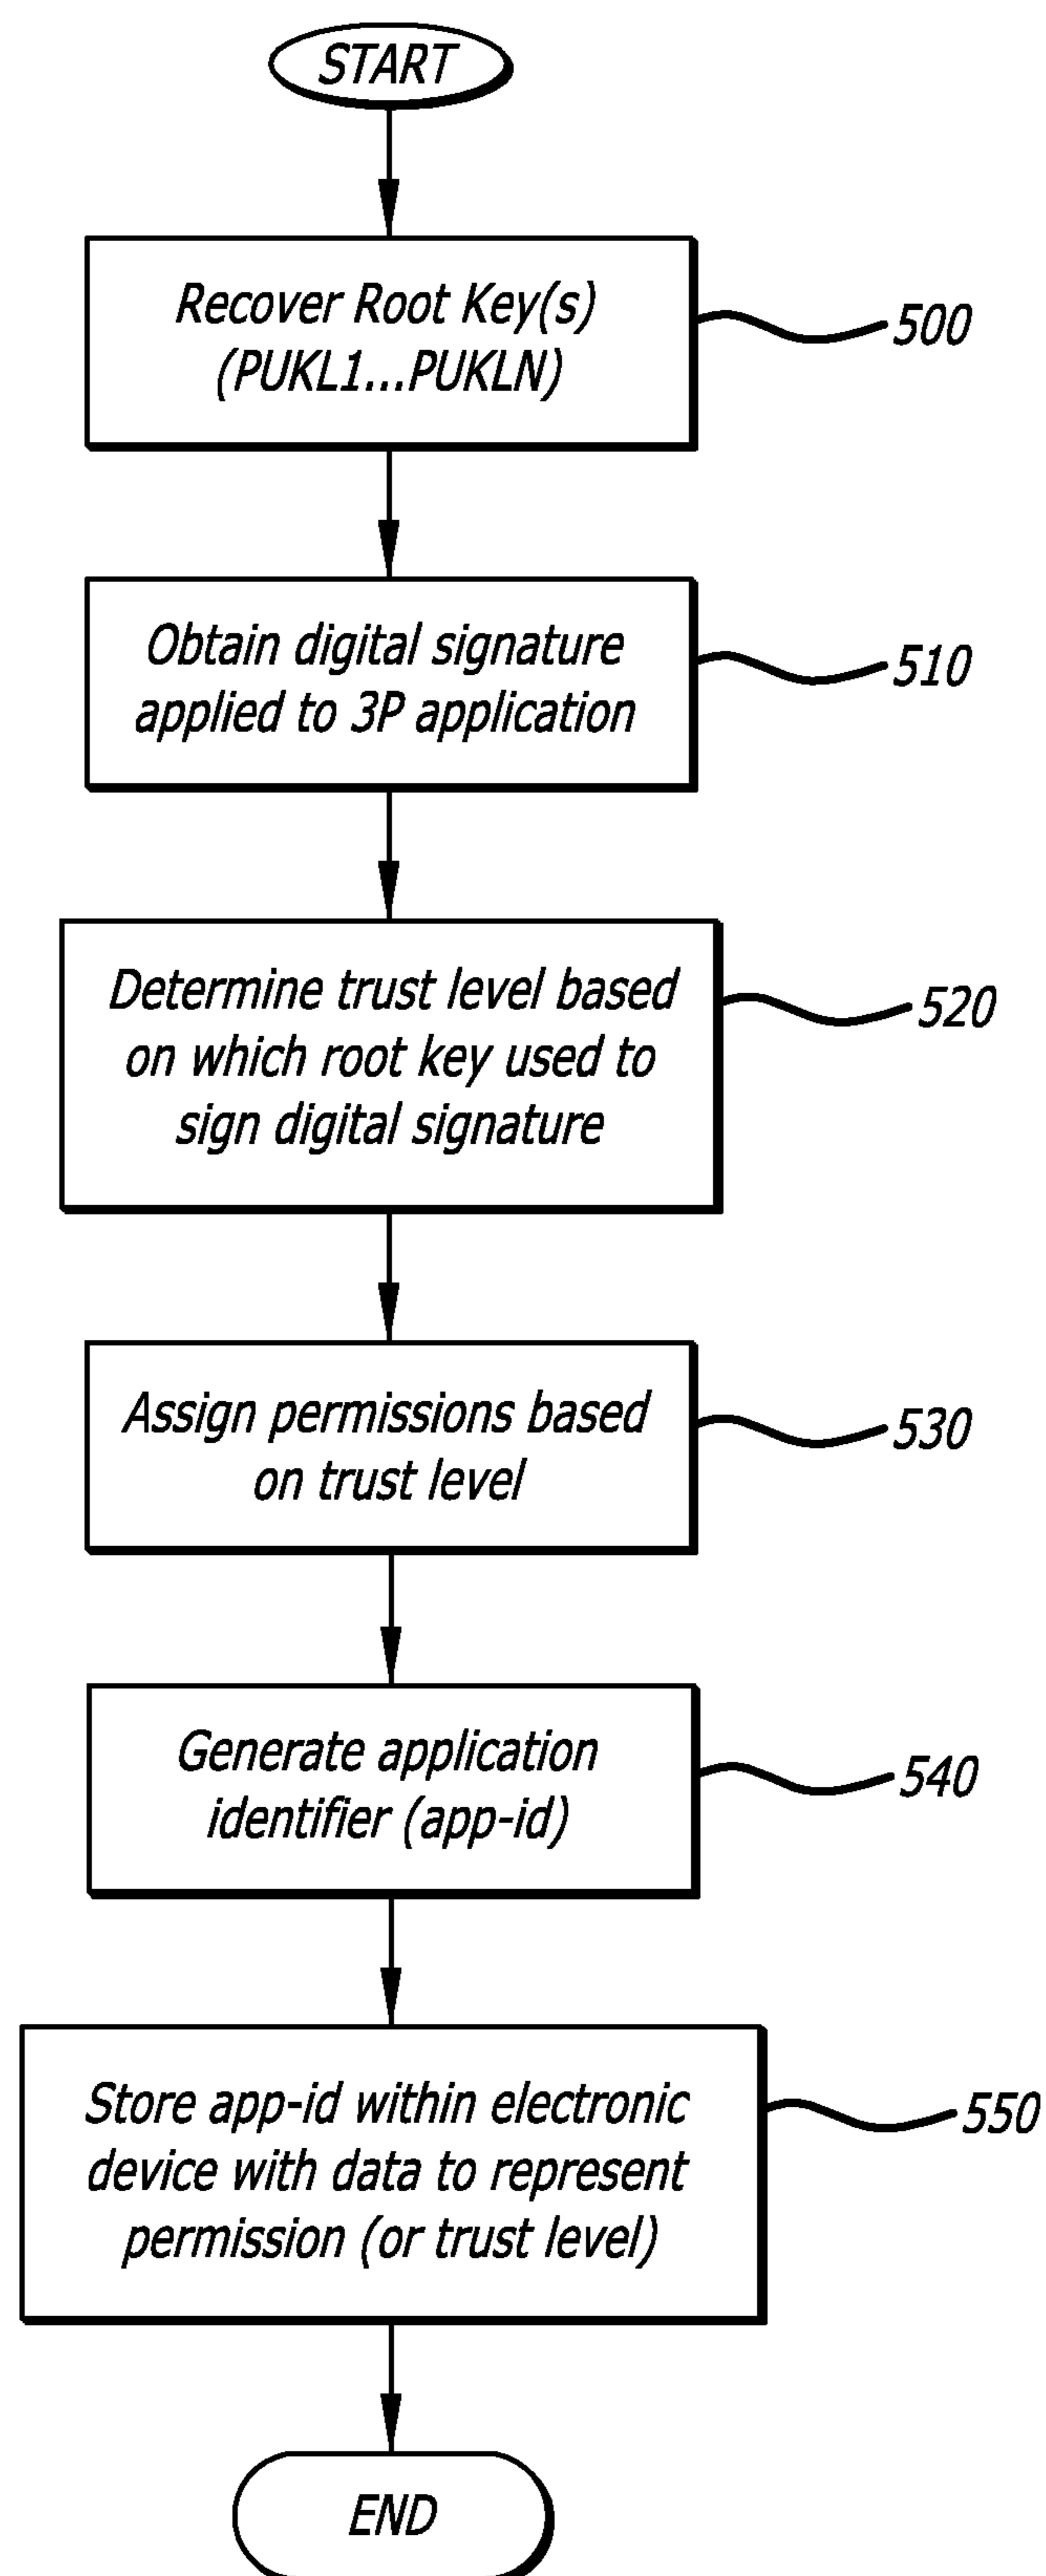 START
Recover Root Key(s)
(PUKL1...PUKLN)
500
Obtain digital signature
applied to 3P application
510
Determine trust level based
on which root key used to
sign digital signature
520
Assign permissions based
on trust level
530
Generate application
identifier (app-id)
540
Store app-id within electronic
device with data to represent
permission (or trust level)
550
END